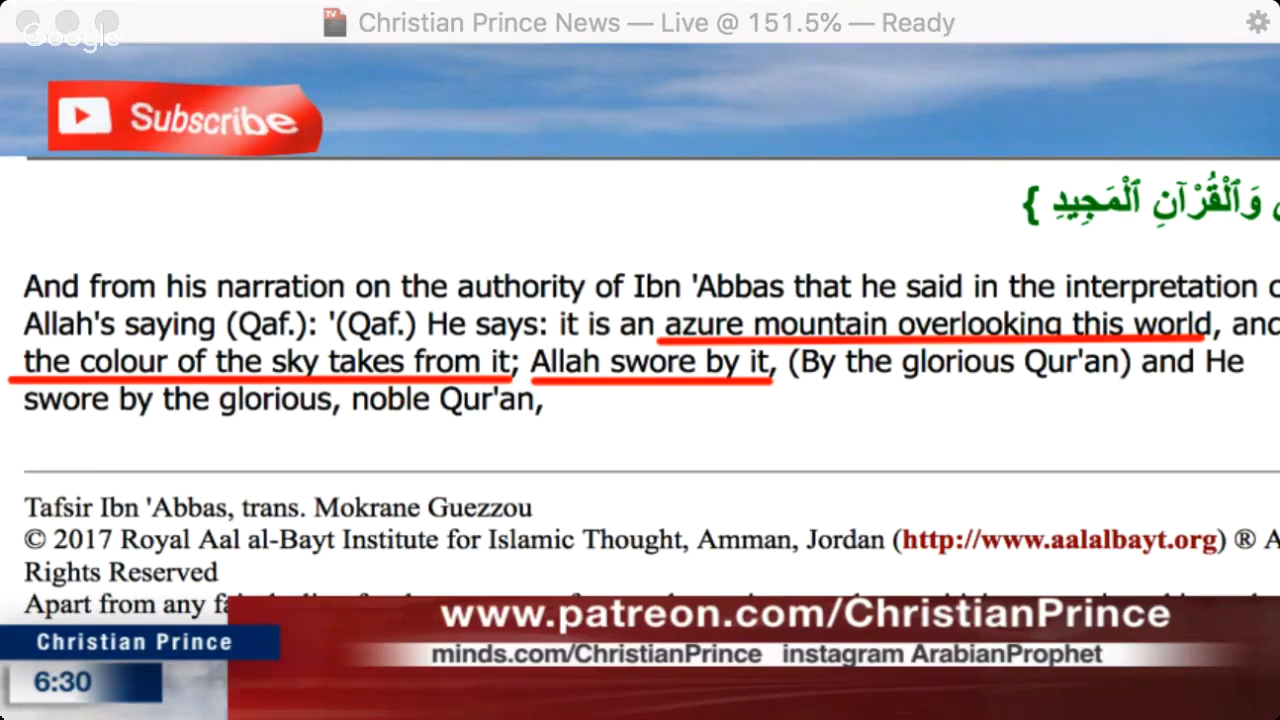 Christian Prince News — Live @ 151.5% — Ready
Google
Subscribe
وَٱلْقُرْآنِ ٱلْمَجِيدِ }
And from his narration on the authority of Ibn 'Abbas that he said in the interpretation
Allah's saying (Qaf.): '(Qaf.) He says: it is an azure mountain overlooking this world, and
the colour of the sky takes from it; Allah swore by it, (By the glorious Qur'an) and He
swore by the glorious, noble Qur'an,
Tafsir Ibn 'Abbas, trans. Mokrane Guezzou
© 2017 Royal Aal al-Bayt Institute for Islamic Thought, Amman, Jordan (http://www.aalalbayt.org) ® A
Rights Reserved
Apart from any
www.patreon.com/ChristianPrince
Christian Prince
minds.com/ChristianPrince instagram ArabianProphet
6:30